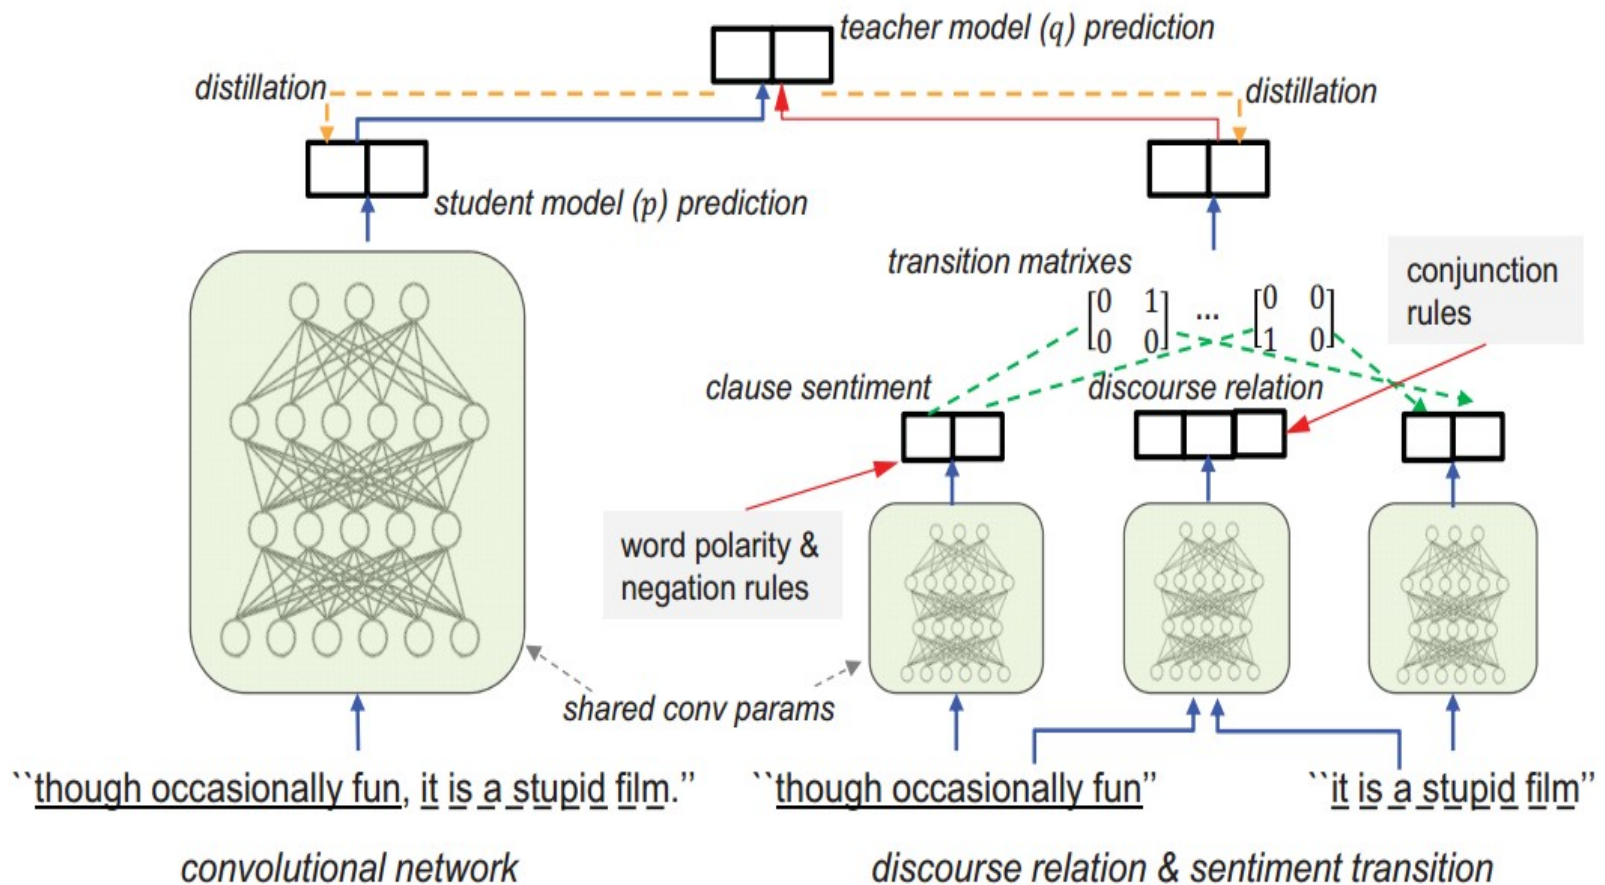 teacher model (q) prediction
distillation
distillation
student model (p) prediction
transition matrixes
[0 1
0 0]
...
[0 0
1 0]
conjunction
rules
clause sentiment
discourse relation
word polarity &
negation rules
shared conv params
``though occasionally fun, it is a stupid film.''
``though occasionally fun''
``it is a stupid film''
convolutional network
discourse relation & sentiment transition